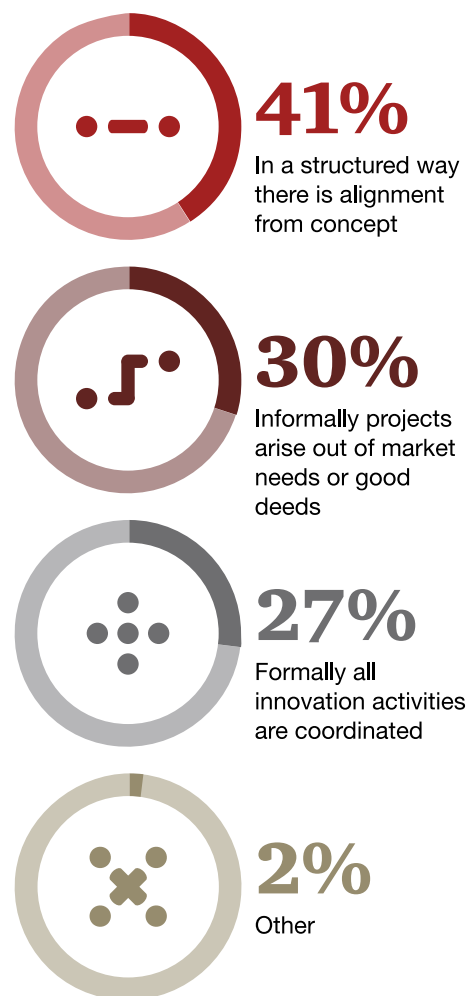 41%
In a structured way
there is alignment
from concept
30%
Informally projects
arise out of market
needs or good
deeds
27%
Formally all
innovation activities
are coordinated
2%
Other